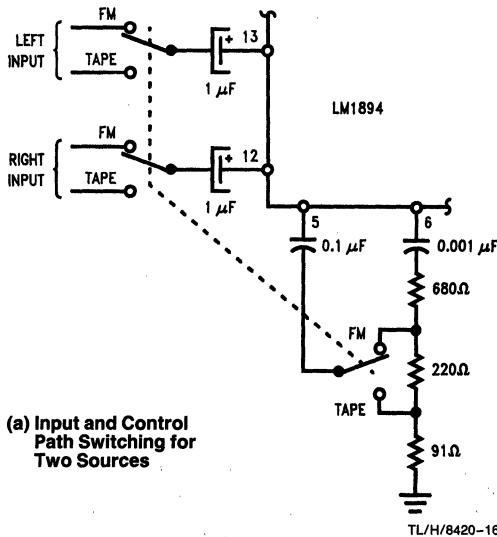 FM
LEFT
INPUT
TAPE
+ 13
1 µF
LM1894
FM
RIGHT
INPUT
TAPE
+ 12
1 µF
5
6
0.1 µF
0.001 µF
680Ω
FM
220Ω
TAPE
91Ω
(a) Input and Control
Path Switching for
Two Sources
TL/H/8420-16